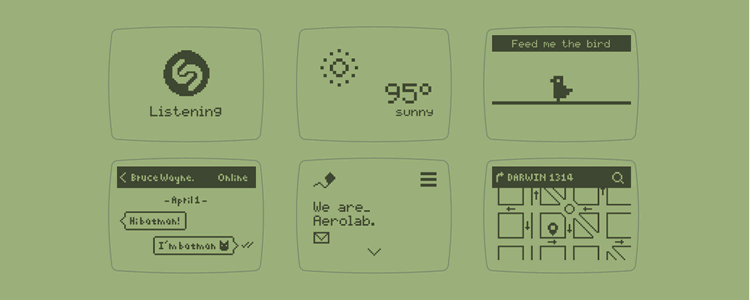 Listening
95°
sunny
Feed me the bird
Bruce Wayne.
Online
- April 1 -
Hi batman!
I'm batman
We are_
Aerolab.
DARWIN 1314